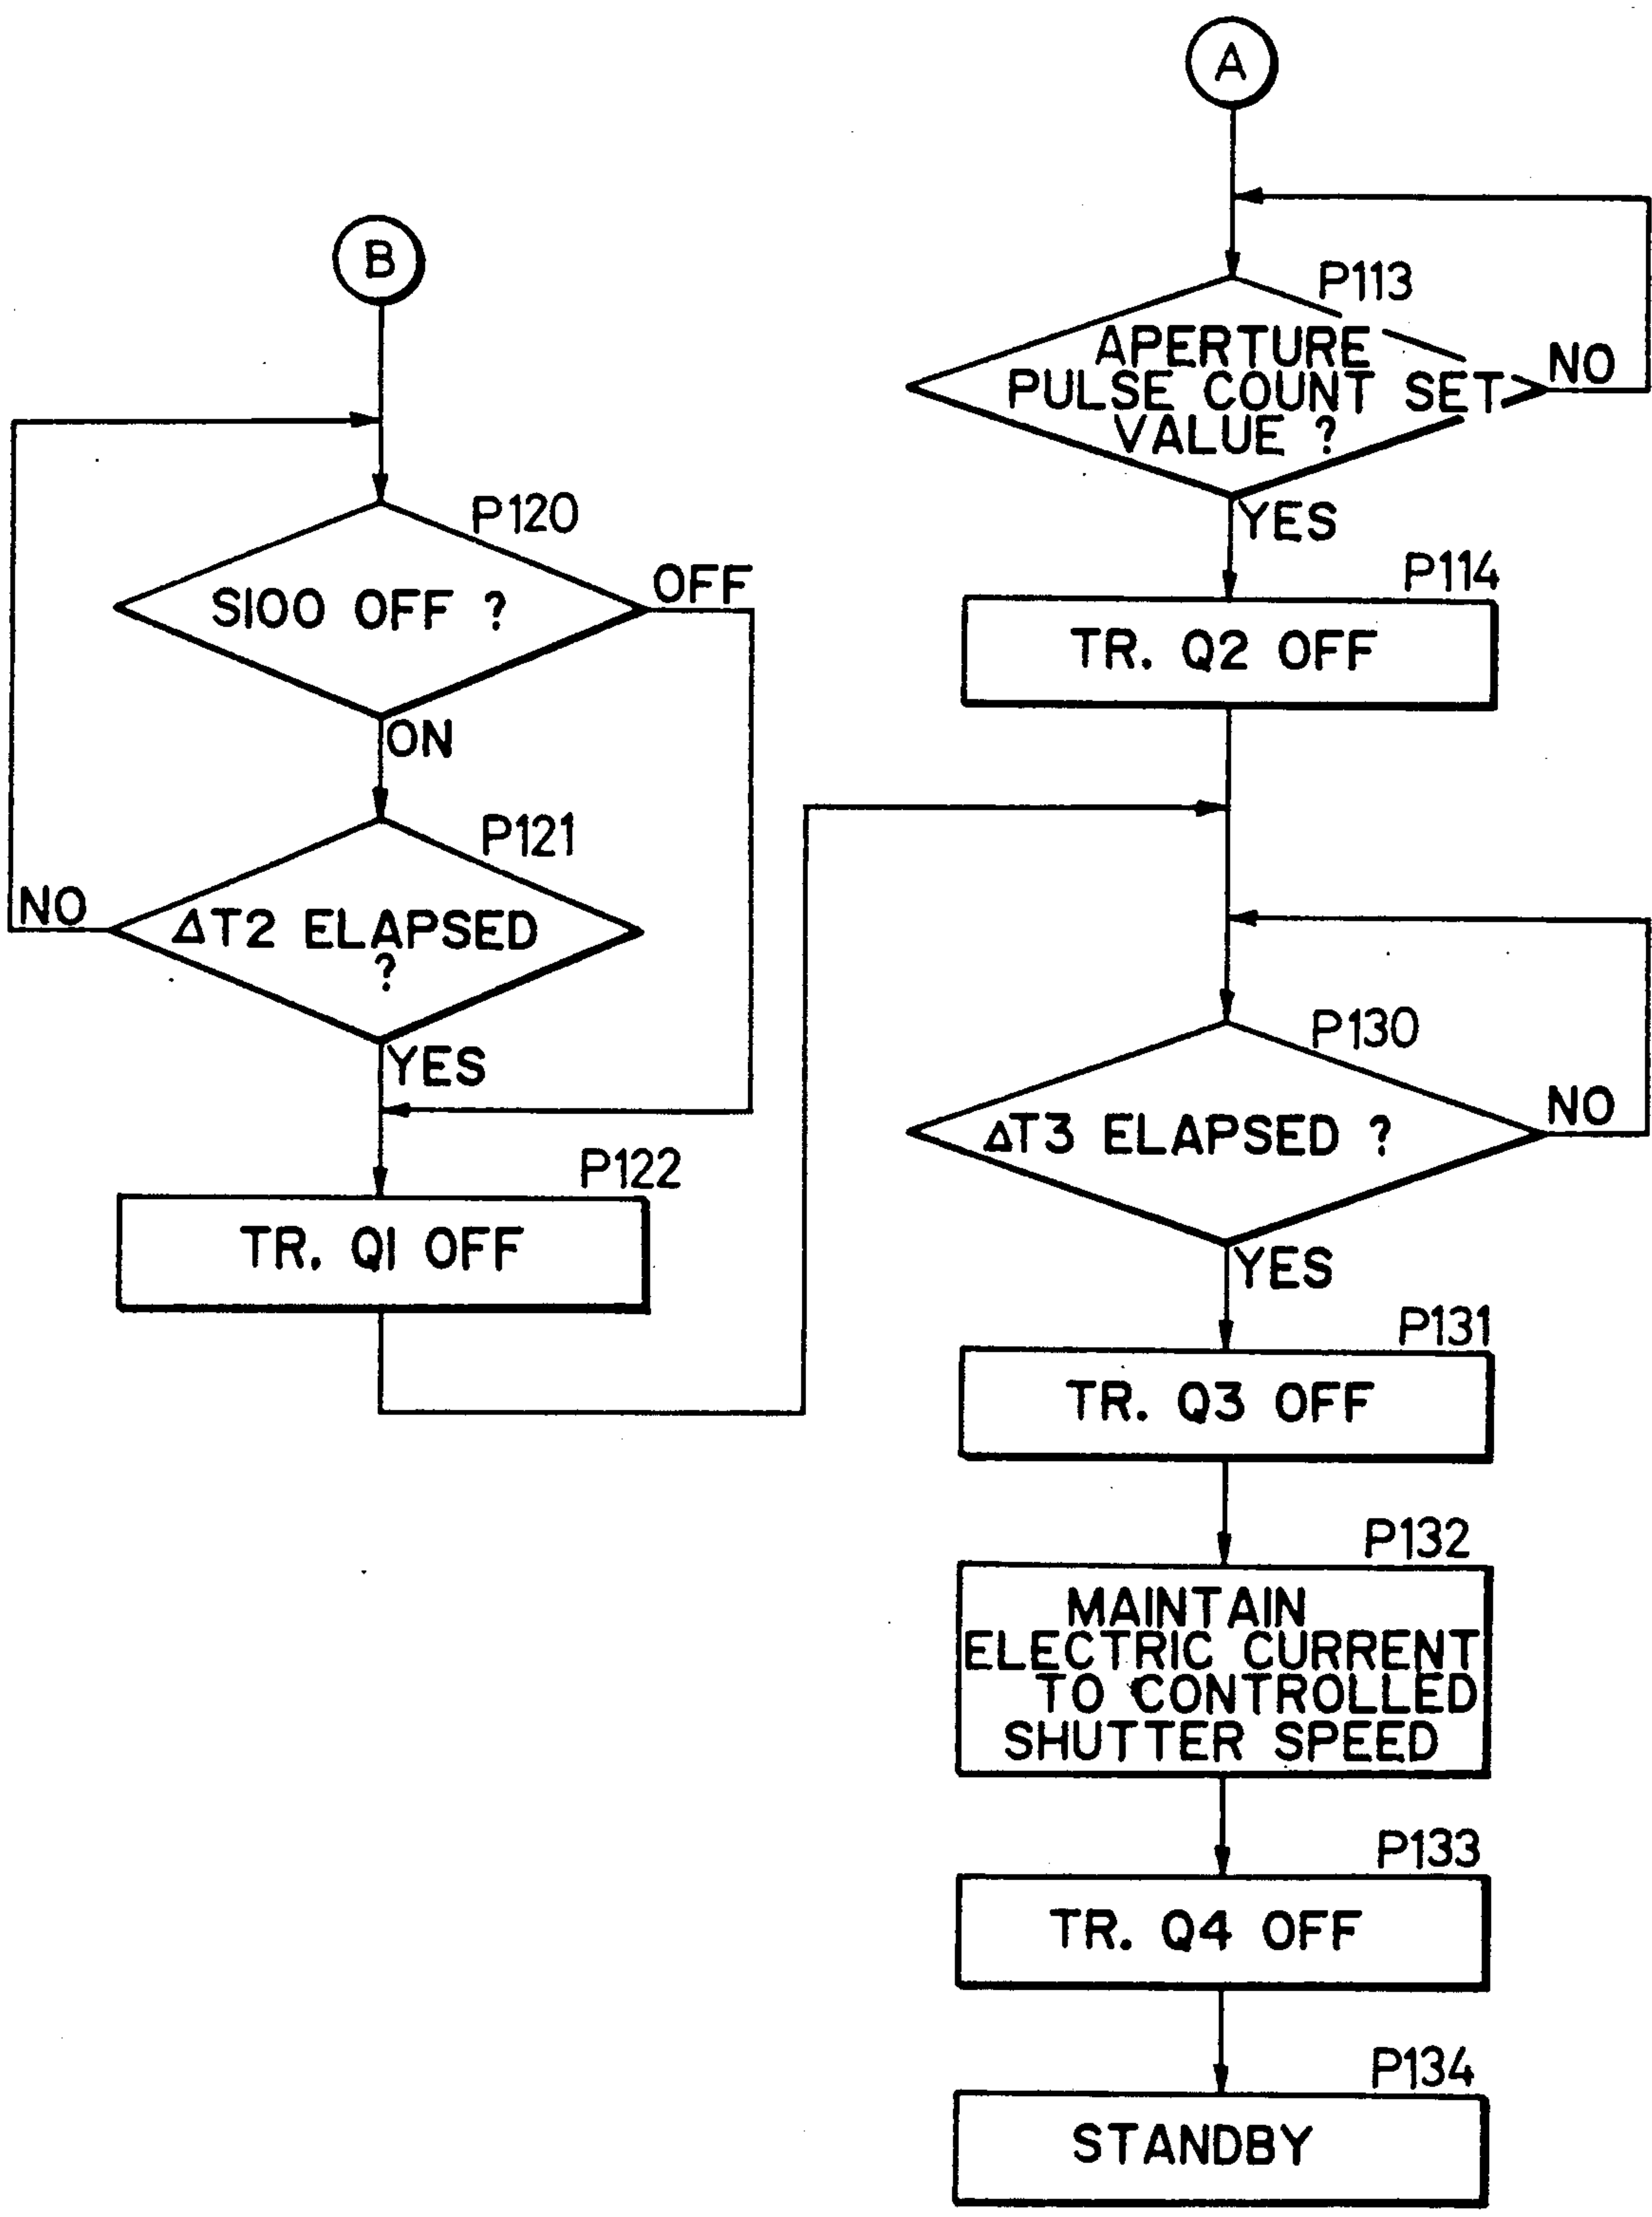 B
P120
S100 OFF ?
OFF
ON
P121
NO
ΔT2 ELAPSED
?
YES
P122
TR. Q1 OFF
A
P113
APERTURE
PULSE COUNT SET
VALUE ?
NO
YES
P114
TR. Q2 OFF
P130
ΔT3 ELAPSED ?
NO
YES
P131
TR. Q3 OFF
P132
MAINTAIN
ELECTRIC CURRENT
TO CONTROLLED
SHUTTER SPEED
P133
TR. Q4 OFF
P134
STANDBY